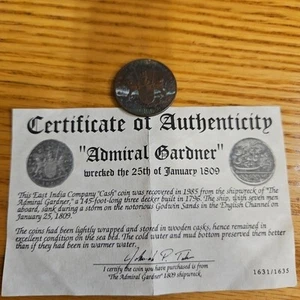 Certificate of Authenticity
"Admiral Gardner"
wrecked the 25th of January 1809
This East India Company "Cash" coin was recovered in 1985 from the shipwreck of "The
Admiral Gardner," a 145-foot-long three decker built in 1796. The ship, with seven men
aboard, sank during a storm on the notorious Godwin Sands in the English Channel on
January 25, 1809.
The coins had been lightly wrapped and stored in wooden casks, hence remained in
excellent condition on the sea bed. The cold water and mud bottom preserved them better
than if they had been in warmer water.
I certify the coin you have purchased is from
"The Admiral Gardner" 1809 shipwreck.
1631/1635